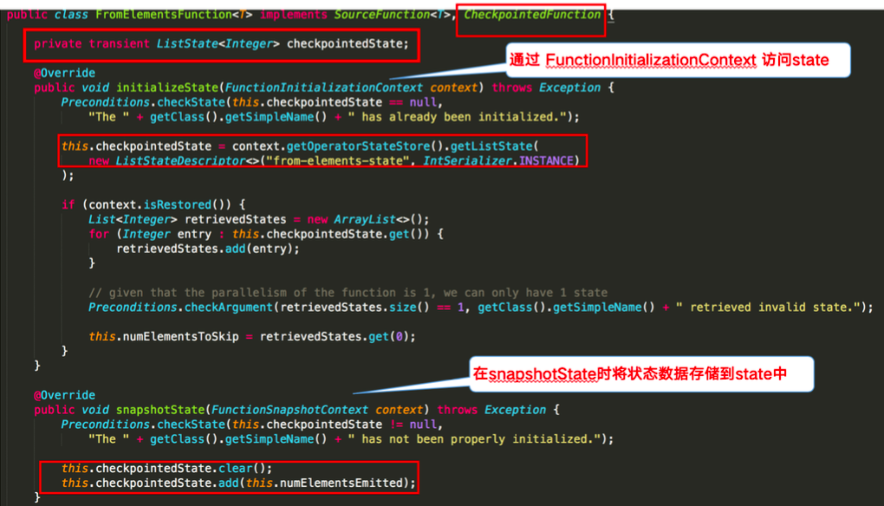 public class FromElementsFunction<T> implements SourceFunction<T>, CheckpointedFunction {
private transient ListState<Integer> checkpointedState;
通过 FunctionInitializationContext 访问state
@Override
public void initializeState(FunctionInitializationContext context) throws Exception {
Preconditions.checkState(this.checkpointedState == null,
"The " + getClass().getSimpleName() + " has already been initialized.");
this.checkpointedState = context.getOperatorStateStore().getListState(
new ListStateDescriptor<>("from-elements-state", IntSerializer.INSTANCE)
);
if (context.isRestored()) {
List<Integer> retrievedStates = new ArrayList<>();
for (Integer entry : this.checkpointedState.get()) {
retrievedStates.add(entry);
}
// given that the parallelism of the function is 1, we can only have 1 state
Preconditions.checkArgument(retrievedStates.size() == 1, getClass().getSimpleName() + " retrieved invalid state.");
this.numElementsToSkip = retrievedStates.get(0);
}
}
在snapshotState时将状态数据存储到state中
@Override
public void snapshotState(FunctionSnapshotContext context) throws Exception {
Preconditions.checkState(this.checkpointedState != null,
"The " + getClass().getSimpleName() + " has not been properly initialized.");
this.checkpointedState.clear();
this.checkpointedState.add(this.numElementsEmitted);
}